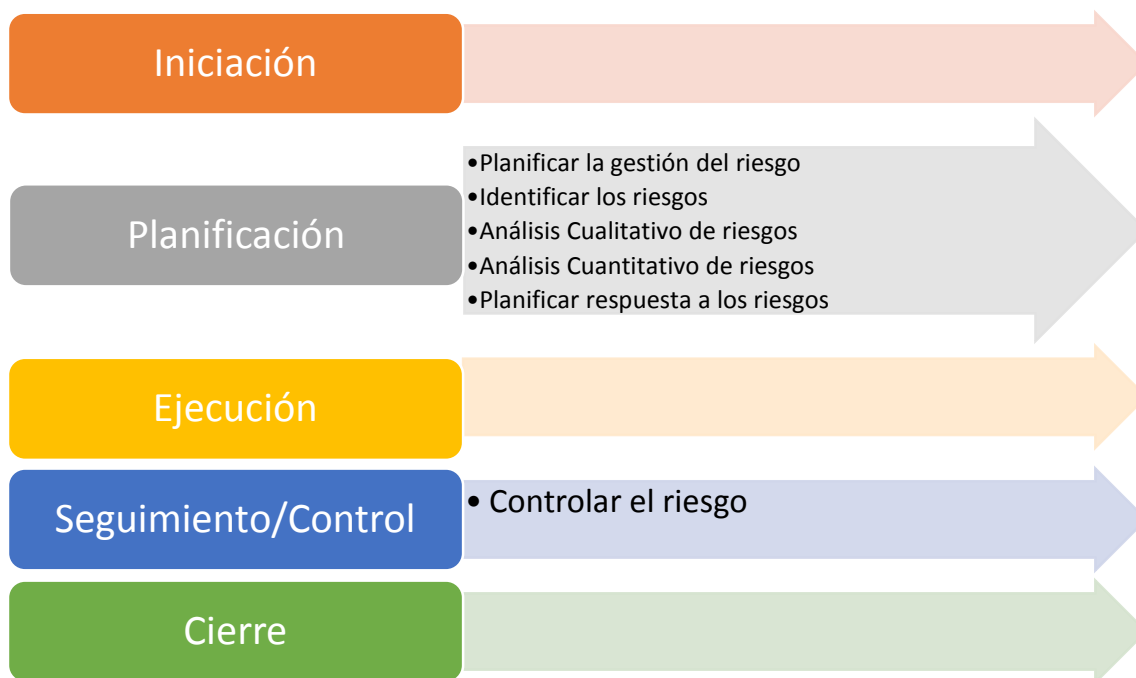 Iniciación
Planificación
•Planificar la gestión del riesgo
•Identificar los riesgos
•Análisis Cualitativo de riesgos
•Análisis Cuantitativo de riesgos
•Planificar respuesta a los riesgos
Ejecución
Seguimiento/Control
• Controlar el riesgo
Cierre